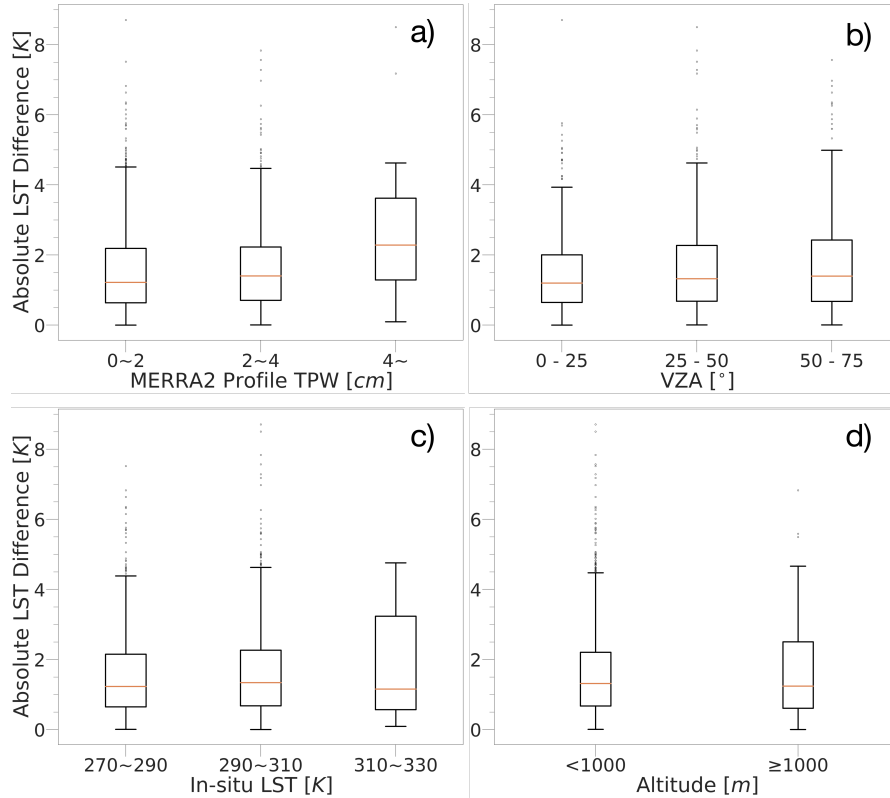 a)
Absolute LST Difference [K]
8
6
4
2
0
0~2 2~4 4~
MERRA2 Profile TPW [cm]
b)
8
6
4
2
0
0 - 25 25 - 50 50 - 75
VZA [°]
c)
Absolute LST Difference [K]
8
6
4
2
0
270~290 290~310 310~330
In-situ LST [K]
d)
8
6
4
2
0
<1000 ≥1000
Altitude [m]